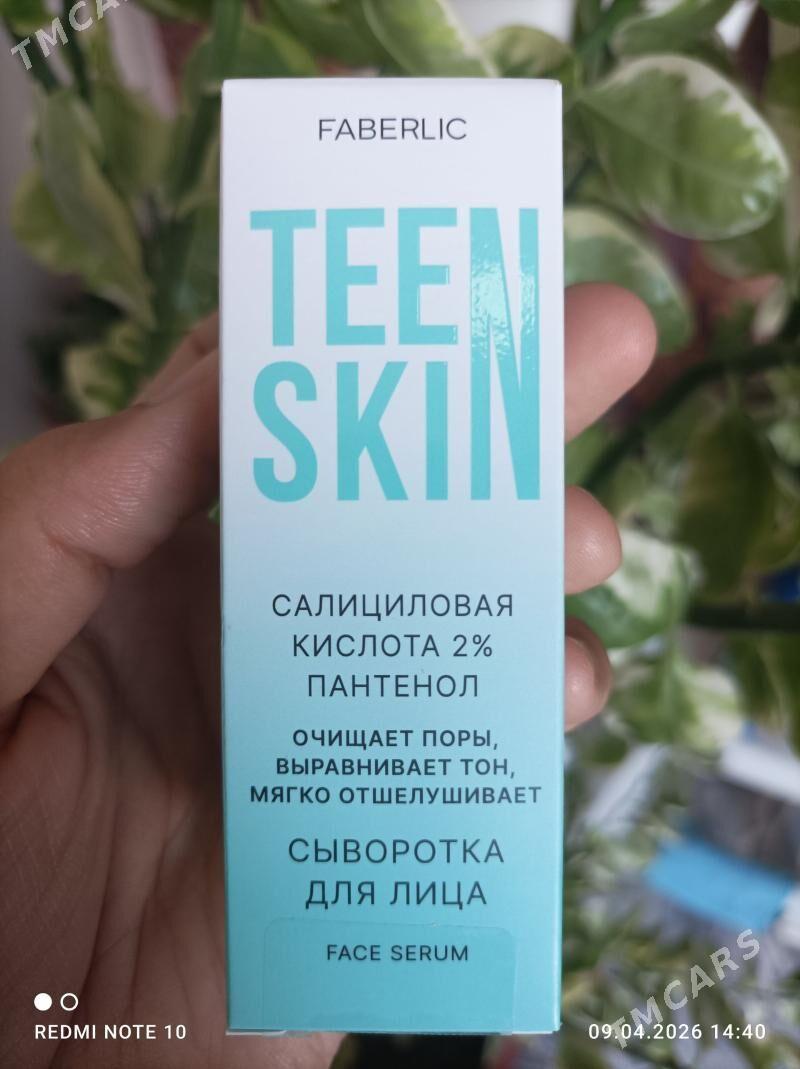 TMCARS
FABERLIC
TEEN
SKIN
САЛИЦИЛОВАЯ
КИСЛОТА 2%
ПАНТЕНОЛ
ОЧИЩАЕТ ПОРЫ,
ВЫРАВНИВАЕТ ТОН,
МЯГКО ОТШЕЛУШИВАЕТ
СЫВОРОТКА
ДЛЯ ЛИЦА
FACE SERUM
TMCARS
REDMI NOTE 10
09.04.2026 14:40